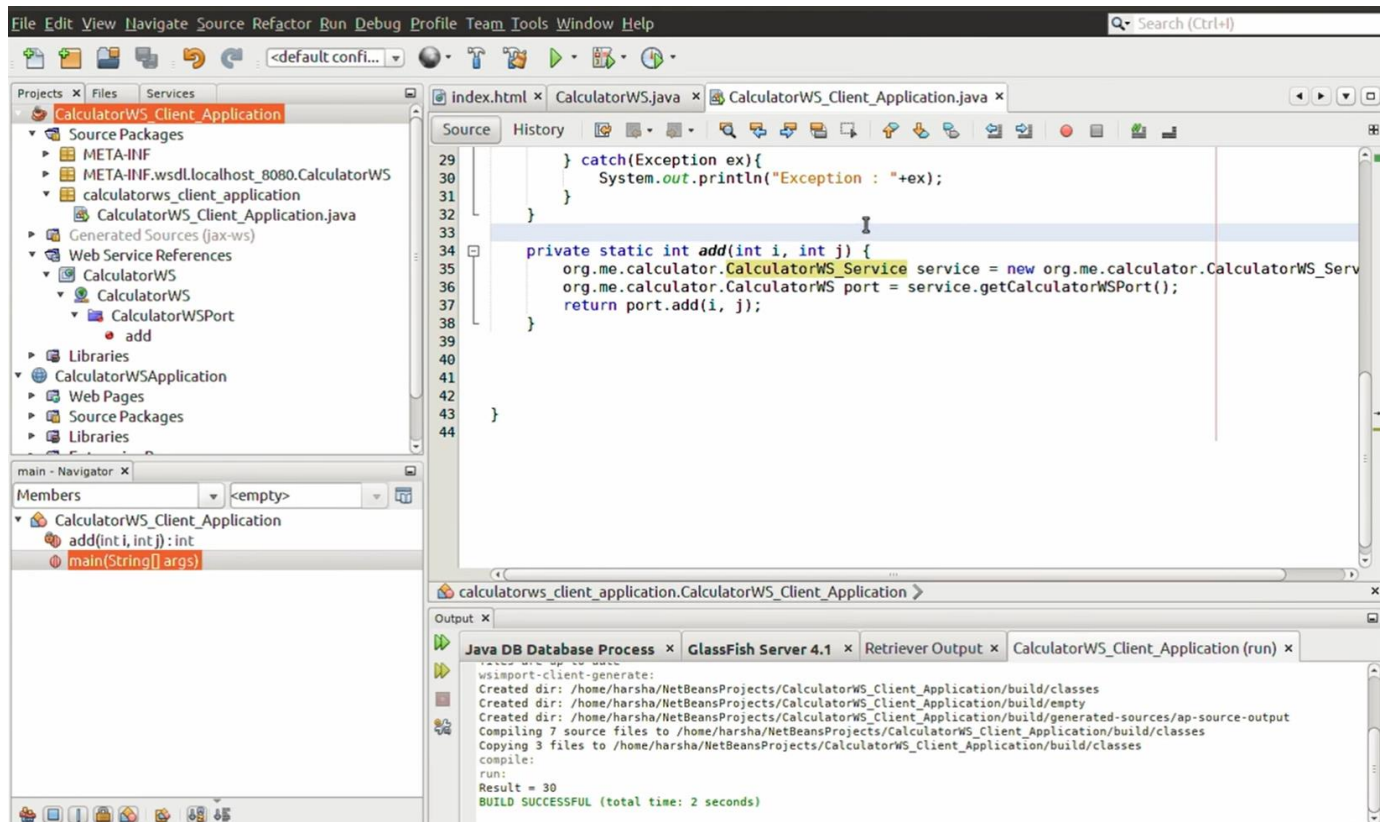 File Edit View Navigate Source Refactor Run Debug Profile Team Tools Window Help
Search (Ctrl+I)
<default confi...
Projects Files Services
CalculatorWS_Client_Application
Source Packages
META-INF
META-INF.wsdl.localhost_8080.CalculatorWS
calculatorws_client_application
CalculatorWS_Client_Application.java
Generated Sources (jax-ws)
Web Service References
CalculatorWS
CalculatorWS
CalculatorWSPort
add
Libraries
CalculatorWSApplication
Web Pages
Source Packages
Libraries
main - Navigator
Members <empty>
CalculatorWS_Client_Application
add(int i, int j) : int
main(String[] args)
index.html CalculatorWS.java CalculatorWS_Client_Application.java
Source History
29 } catch(Exception ex){
30 System.out.println("Exception : "+ex);
31 }
32 }
33
34 private static int add(int i, int j) {
35 org.me.calculator.CalculatorWS_Service service = new org.me.calculator.CalculatorWS_Serv
36 org.me.calculator.CalculatorWS port = service.getCalculatorWSPort();
37 return port.add(i, j);
38 }
39
40
41
42
43 }
44
calculatorws_client_application.CalculatorWS_Client_Application
Output
Java DB Database Process GlassFish Server 4.1 Retriever Output CalculatorWS_Client_Application (run)
wsimport-client-generate:
Created dir: /home/harsha/NetBeansProjects/CalculatorWS_Client_Application/build/classes
Created dir: /home/harsha/NetBeansProjects/CalculatorWS_Client_Application/build/empty
Created dir: /home/harsha/NetBeansProjects/CalculatorWS_Client_Application/build/generated-sources/ap-source-output
Compiling 7 source files to /home/harsha/NetBeansProjects/CalculatorWS_Client_Application/build/classes
Copying 3 files to /home/harsha/NetBeansProjects/CalculatorWS_Client_Application/build/classes
compile:
run:
Result = 30
BUILD SUCCESSFUL (total time: 2 seconds)